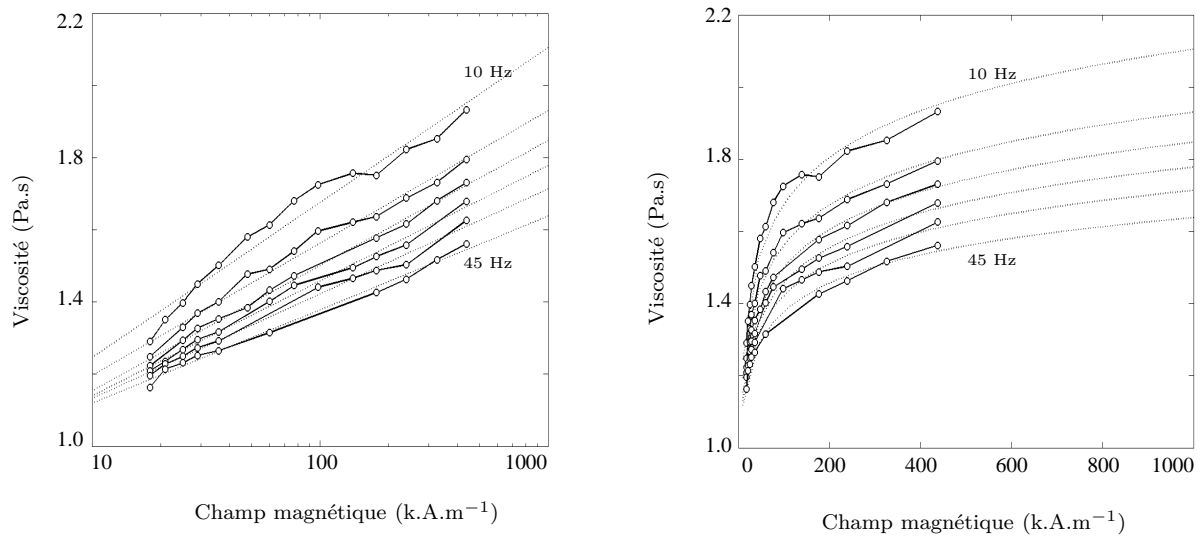 2.2
1.8
1.4
1.0
Viscosité (Pa.s)
10 Hz
45 Hz
10
100
1000
Champ magnétique (k.A.m⁻¹)
2.2
1.8
1.4
1.0
Viscosité (Pa.s)
10 Hz
45 Hz
0
200
400
600
800
1000
Champ magnétique (k.A.m⁻¹)